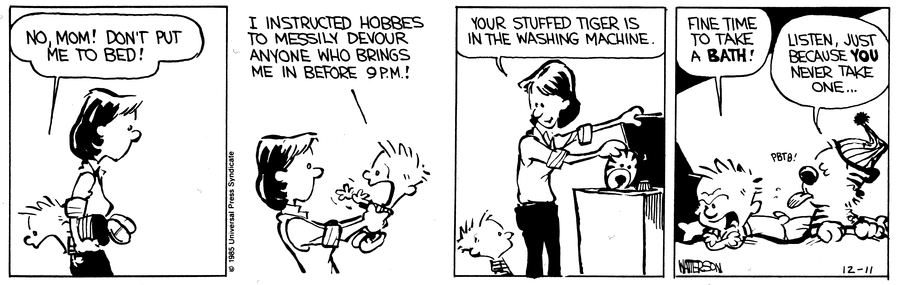 NO, MOM! DON'T PUT
ME TO BED!
© 1985 Universal Press Syndicate
I INSTRUCTED HOBBES
TO MESSILY DEVOUR
ANYONE WHO BRINGS
ME IN BEFORE 9 P.M.!
YOUR STUFFED TIGER IS
IN THE WASHING MACHINE.
FINE TIME
TO TAKE
A BATH!
LISTEN, JUST
BECAUSE YOU
NEVER TAKE
ONE...
PBTB!
WATTERSON
12-11